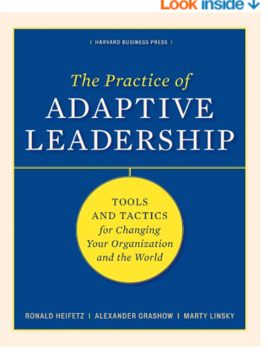 Look inside
| HARVARD BUSINESS PRESS |
The Practice of
ADAPTIVE
LEADERSHIP
TOOLS
AND TACTICS
for Changing
Your Organization
and the World
RONALD HEIFETZ | ALEXANDER GRASHOW | MARTY LINSKY